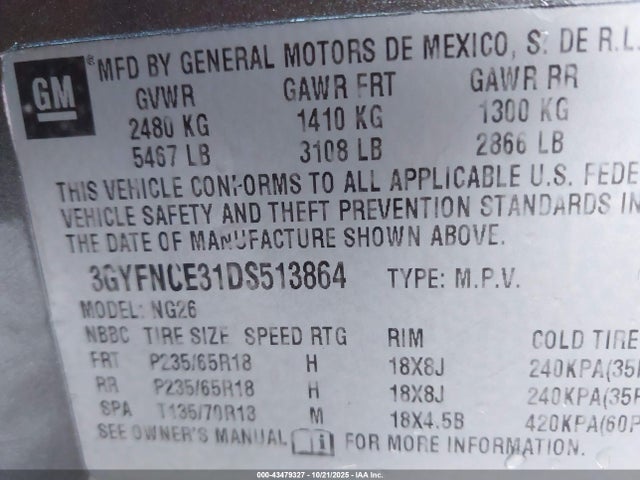 GM ® MFD BY GENERAL MOTORS DE MEXICO, S. DE R.L.
GVWR GAWR FRT GAWR RR
2480 KG 1410 KG 1300 KG
5467 LB 3108 LB 2866 LB
THIS VEHICLE CONFORMS TO ALL APPLICABLE U.S. FEDE
VEHICLE SAFETY AND THEFT PREVENTION STANDARDS IN
THE DATE OF MANUFACTURE SHOWN ABOVE.
3GYFNCE31DS513864 TYPE: M.P.V.
MODEL: NG26
NBBC TIRE SIZE SPEED RTG RIM COLD TIRE
FRT P235/65R18 H 18X8J 240KPA(35P
RR P235/65R18 H 18X8J 240KPA(35P
SPA T135/70R13 M 18X4.5B 420KPA(60P
SEE OWNER'S MANUAL i FOR MORE INFORMATION.
000-43479327 - 10/21/2025 - IAA Inc.